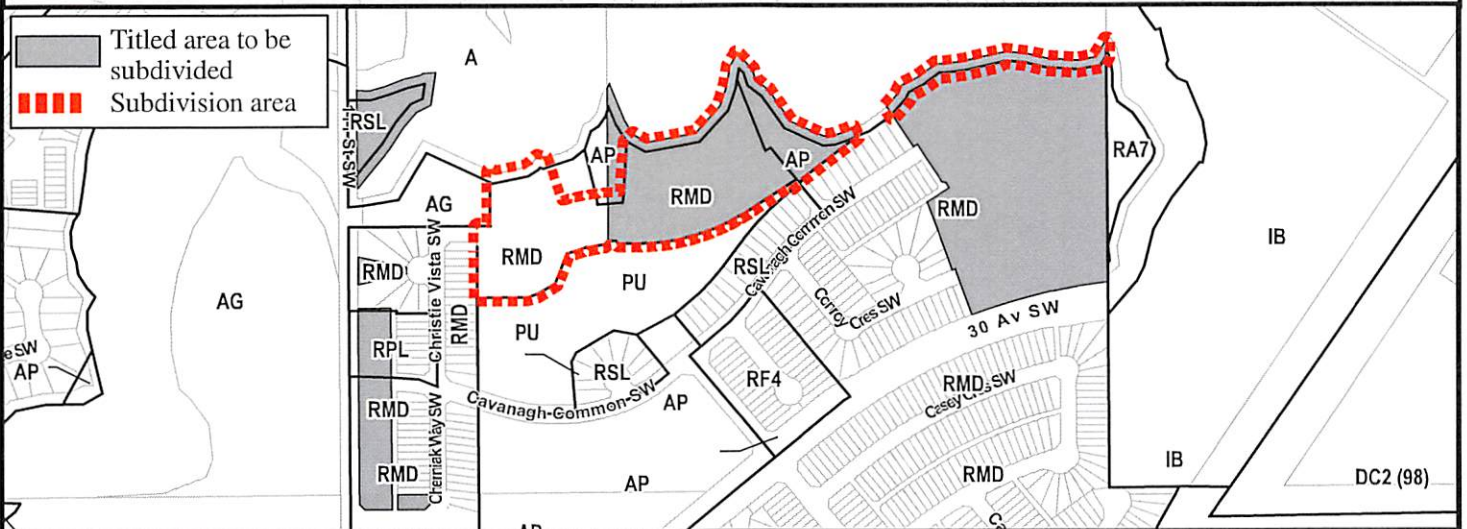 Titled area to be
subdivided
Subdivision area
A
RSL
AP
AP
RA7
RMD
AG
RMD
IB
RMD
RMD
RSL
Cavanagh Common SW
PU
AG
Christie Vista SW
RMD
PU
Cres SW
30 Av SW
RPL
e SW
AP
RSL
RF4
RMD
Casey Cres SW
Cavanagh-Common-SW
AP
RMD
Cherniak Way SW
RMD
RMD
IB
DC2 (98)
AP
AP